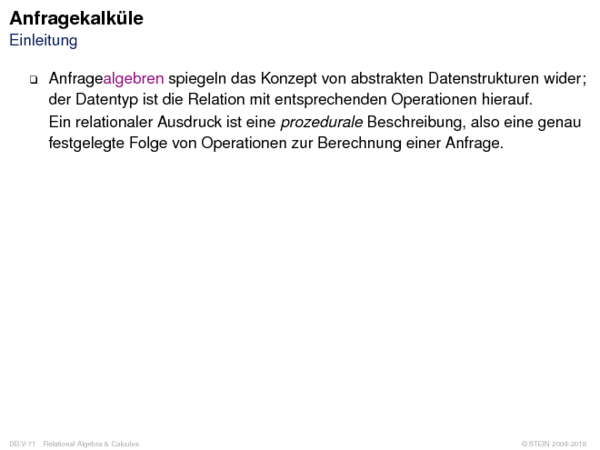 Anfragekalküle
Einleitung
❑ Anfragealgebren spiegeln das Konzept von abstrakten Datenstrukturen wider;
der Datentyp ist die Relation mit entsprechenden Operationen hierauf.
Ein relationaler Ausdruck ist eine prozedurale Beschreibung, also eine genau
festgelegte Folge von Operationen zur Berechnung einer Anfrage.
DB:V-71 Relational Algebra & Calculus © STEIN 2004-2018